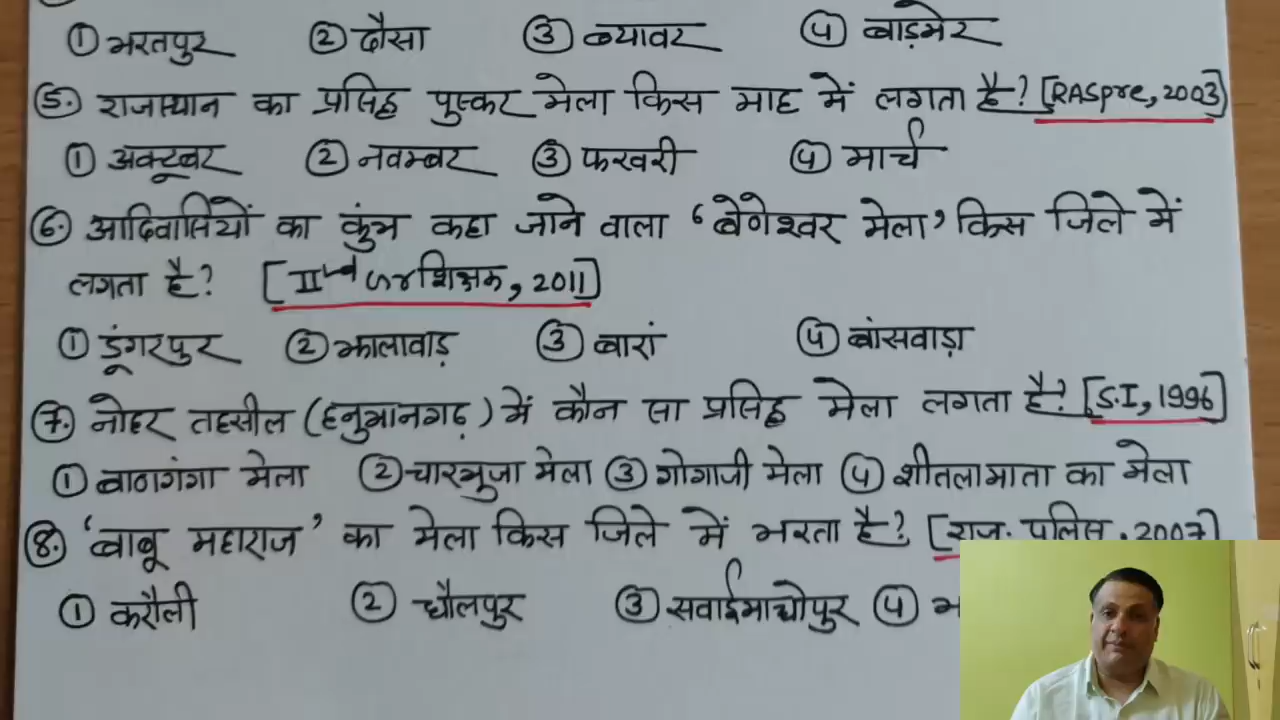 ① भरतपुर ② दौसा ③ ब्यावर ④ बाड़मेर
⑤. राजस्थान का प्रसिद्ध पुष्कर मेला किस माह में लगता है? [RASpre, 2003]
① अक्टूबर ② नवम्बर ③ फरवरी ④ मार्च
⑥. आदिवासियों का कुंभ कहा जाने वाला 'बेणेश्वर मेला' किस जिले में
लगता है? [IInd Gr शिक्षक, 2011]
① डूंगरपुर ② झालावाड़ ③ बारां ④ बांसवाड़ा
⑦. नोहर तहसील (हनुमानगढ़) में कौन सा प्रसिद्ध मेला लगता है? [S.I, 1996]
① बाणगंगा मेला ② चारभुजा मेला ③ गोगाजी मेला ④ शीतलामाता का मेला
⑧. 'बाबू महाराज' का मेला किस जिले में भरता है? [राज. पुलिस, 2007]
① करौली ② धौलपुर ③ सवाईमाधोपुर ④